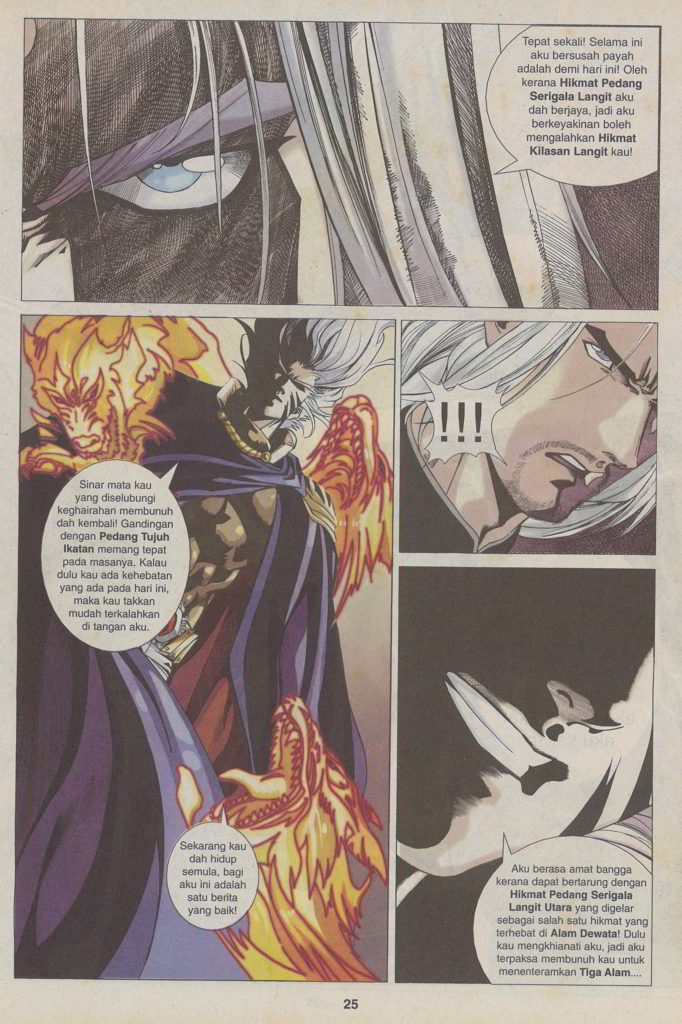 Tepat sekali! Selama ini
aku bersusah payah
adalah demi hari ini! Oleh
kerana Hikmat Pedang
Serigala Langit aku
dah berjaya, jadi aku
berkeyakinan boleh
mengalahkan Hikmat
Kilasan Langit kau!
!!!
Sinar mata kau
yang diselubungi
keghairahan membunuh
dah kembali! Gandingan
dengan Pedang Tujuh
Ikatan memang tepat
pada masanya. Kalau
dulu kau ada kehebatan
yang ada pada hari ini,
maka kau takkan
mudah terkalahkan
di tangan aku.
Sekarang kau
dah hidup
semula, bagi
aku ini adalah
satu berita
yang baik!
Aku berasa amat bangga
kerana dapat bertarung dengan
Hikmat Pedang Serigala
Langit Utara yang digelar
sebagai salah satu hikmat yang
terhebat di Alam Dewata! Dulu
kau mengkhianati aku, jadi aku
terpaksa membunuh kau untuk
menenteramkan Tiga Alam....
25